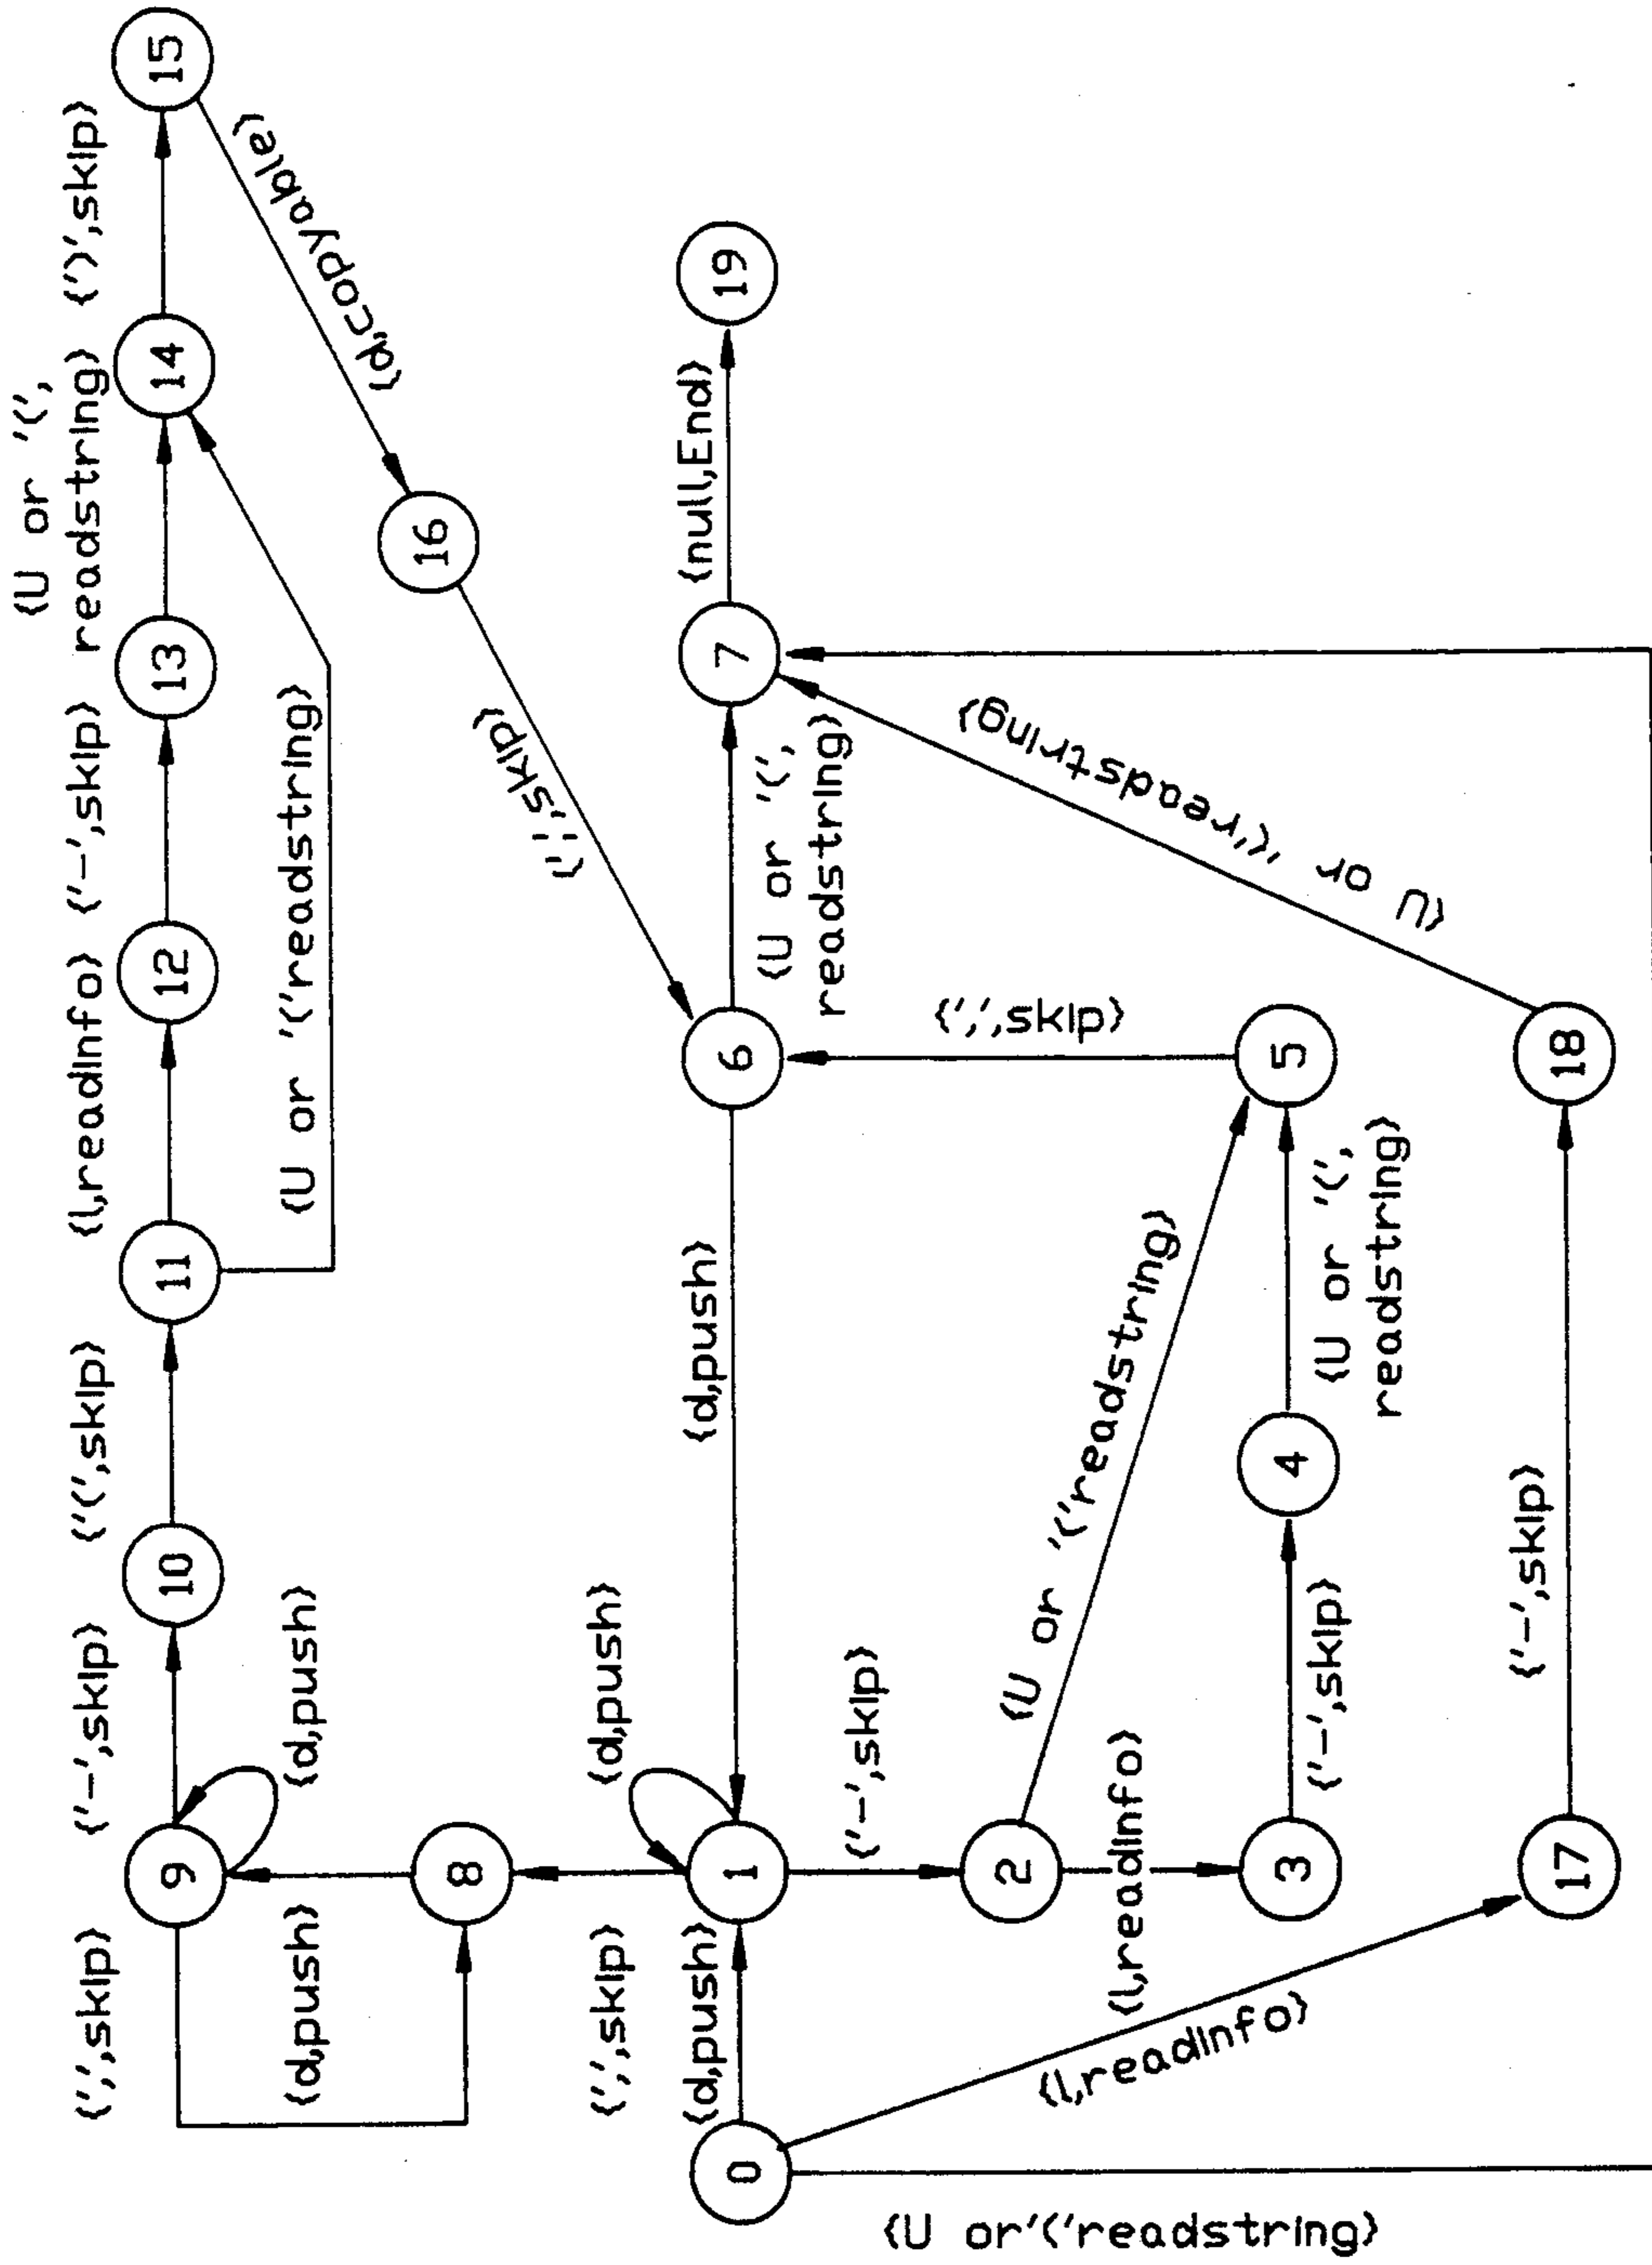 {U or '(',
{',',skip}
{'-',skip}
{'(',skip}
{l,readinfo}
{'-',skip}
readstring}
{')',skip}
9
10
11
12
13
14
15
{d,push}
{d,push}
{U or '('readstring}
{d,copyable}
8
16
{';',skip}
{',',skip}
{d,push}
{d,push}
{d,push}
{null,End}
0
1
6
7
19
{U or '(',
readstring}
{'-',skip}
{U or'('readstring}
{',',skip}
{U or '('readstring}
2
{U or '('readstring}
{l,readinfo}
{l,readinfo}
3
4
5
{'-',skip}
{U or '(',
readstring}
{'-',skip}
17
18